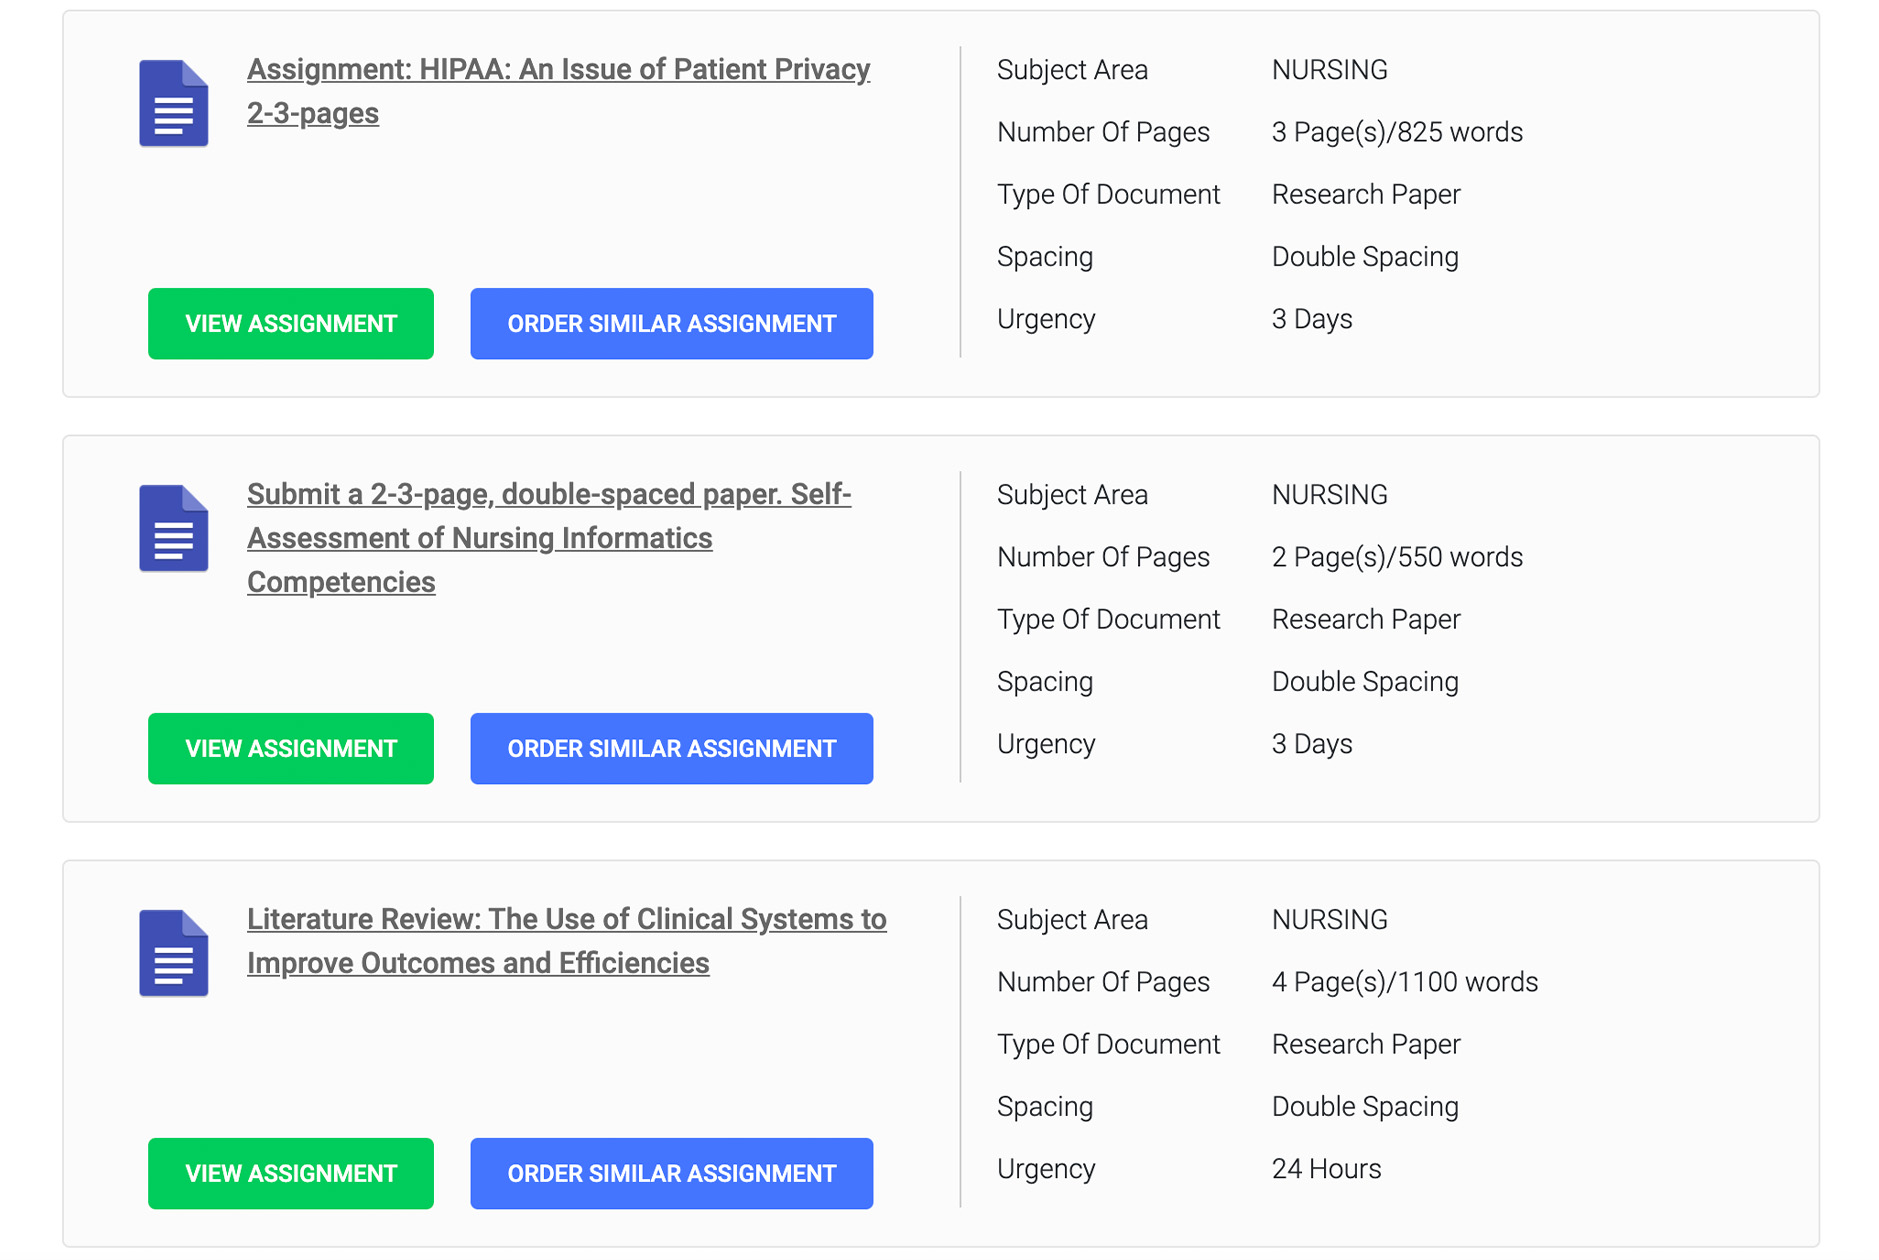 Assignment: HIPAA: An Issue of Patient Privacy
2-3-pages
VIEW ASSIGNMENT
ORDER SIMILAR ASSIGNMENT
Subject Area NURSING
Number Of Pages 3 Page(s)/825 words
Type Of Document Research Paper
Spacing Double Spacing
Urgency 3 Days
Submit a 2-3-page, double-spaced paper. Self-
Assessment of Nursing Informatics
Competencies
VIEW ASSIGNMENT
ORDER SIMILAR ASSIGNMENT
Subject Area NURSING
Number Of Pages 2 Page(s)/550 words
Type Of Document Research Paper
Spacing Double Spacing
Urgency 3 Days
Literature Review: The Use of Clinical Systems to
Improve Outcomes and Efficiencies
VIEW ASSIGNMENT
ORDER SIMILAR ASSIGNMENT
Subject Area NURSING
Number Of Pages 4 Page(s)/1100 words
Type Of Document Research Paper
Spacing Double Spacing
Urgency 24 Hours